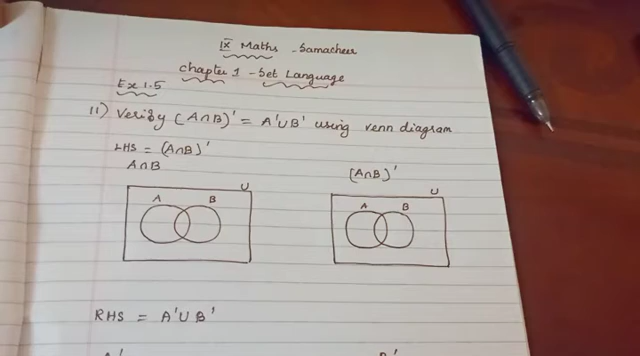 IX Maths - Samacheer
Chapter 1 - Set Language
Ex 1.5
11) Verify (A∩B)' = A'∪B' using venn diagram
LHS = (A∩B)'
A∩B
(A∩B)'
U
A B
U
A B
RHS = A'∪B'
A'
B'